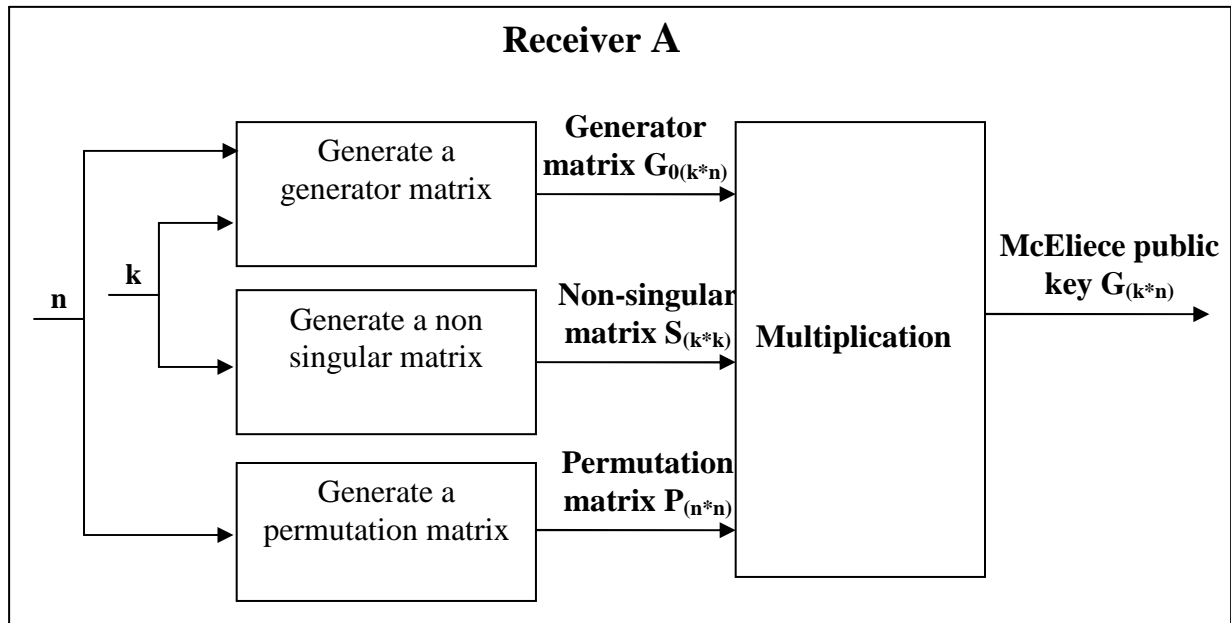 Receiver A
n
k
Generate a
generator matrix
Generator
matrix G0(k*n)
Generate a non
singular matrix
Non-singular
matrix S(k*k)
Generate a
permutation matrix
Permutation
matrix P(n*n)
Multiplication
McEliece public
key G(k*n)